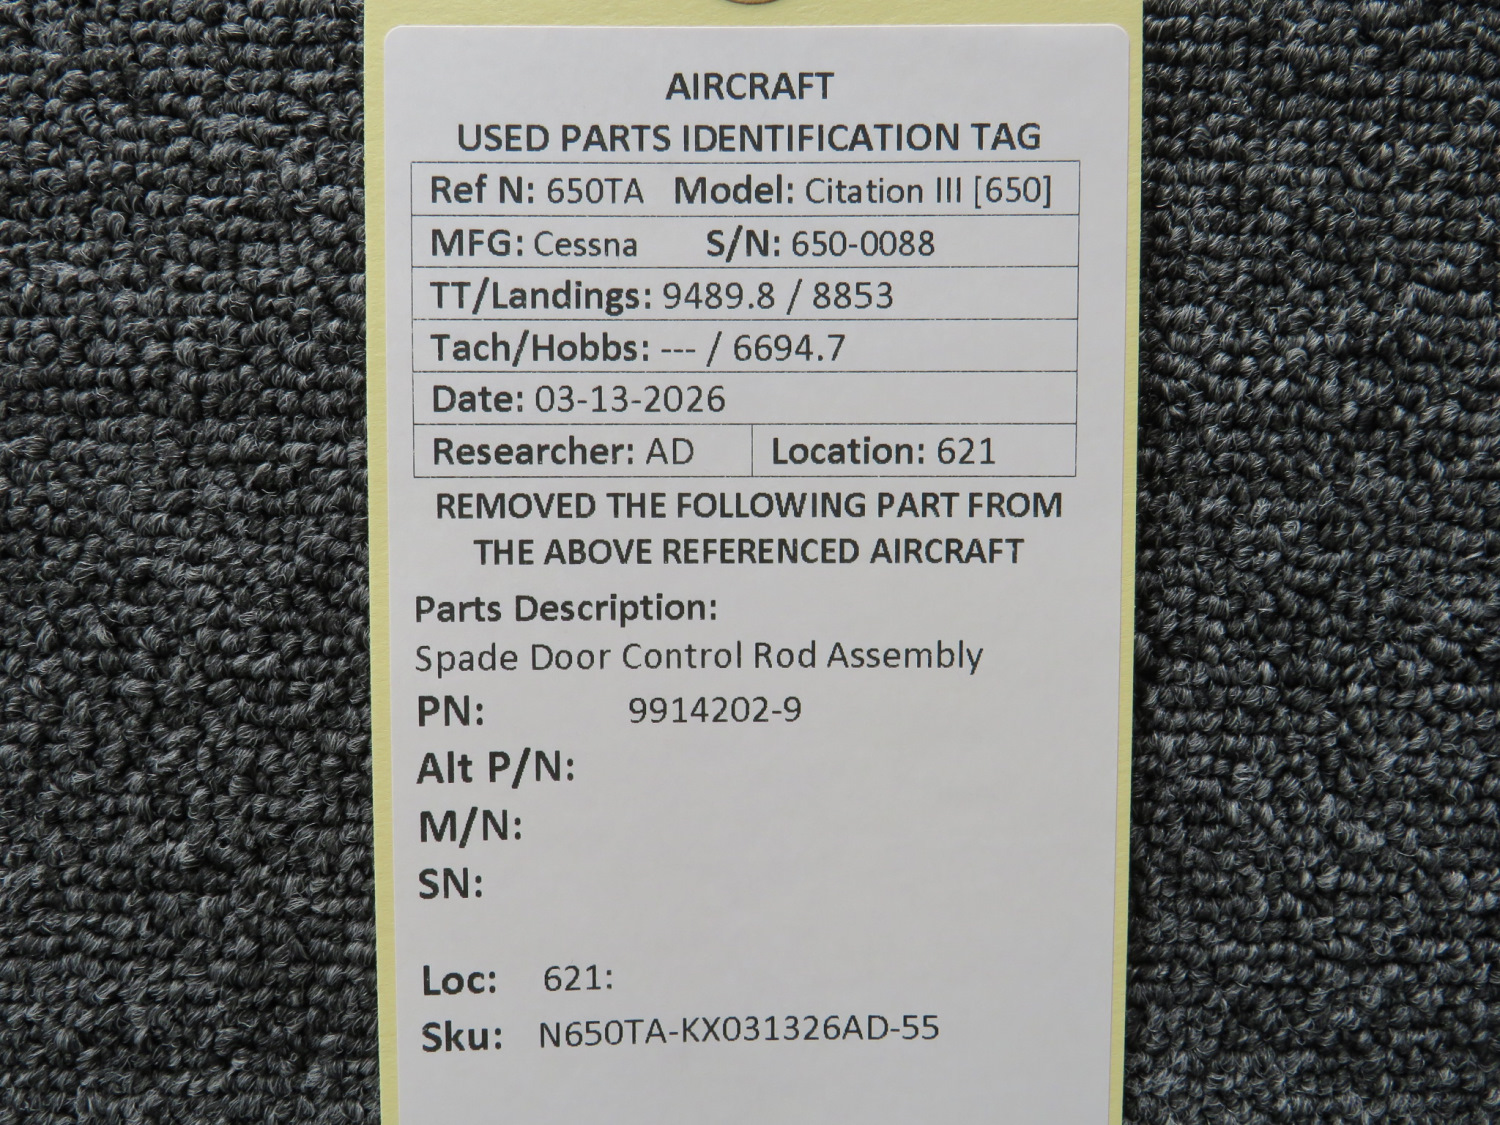 AIRCRAFT
USED PARTS IDENTIFICATION TAG
Ref N: 650TA Model: Citation III [650]
MFG: Cessna S/N: 650-0088
TT/Landings: 9489.8 / 8853
Tach/Hobbs: --- / 6694.7
Date: 03-13-2026
Researcher: AD Location: 621
REMOVED THE FOLLOWING PART FROM
THE ABOVE REFERENCED AIRCRAFT
Parts Description:
Spade Door Control Rod Assembly
PN: 9914202-9
Alt P/N:
M/N:
SN:
Loc: 621:
Sku: N650TA-KX031326AD-55